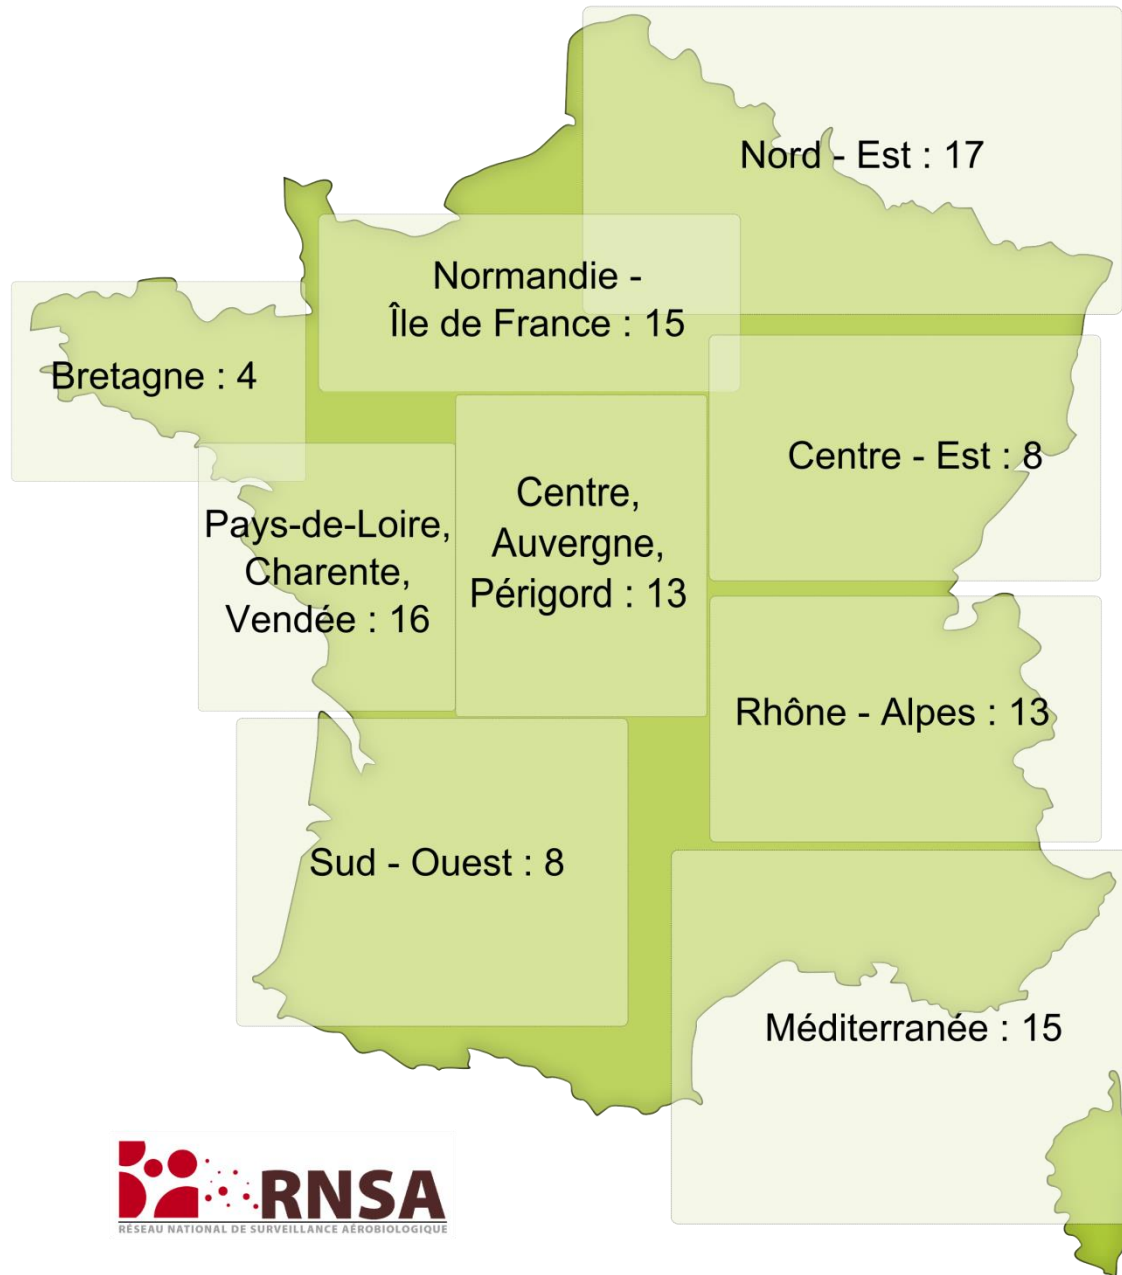 Nord - Est : 17
Normandie -
Île de France : 15
Bretagne : 4
Centre - Est : 8
Pays-de-Loire,
Charente,
Vendée : 16
Centre,
Auvergne,
Périgord : 13
Rhône - Alpes : 13
Sud - Ouest : 8
Méditerranée : 15
RNSA
RÉSEAU NATIONAL DE SURVEILLANCE AÉROBIOLOGIQUE